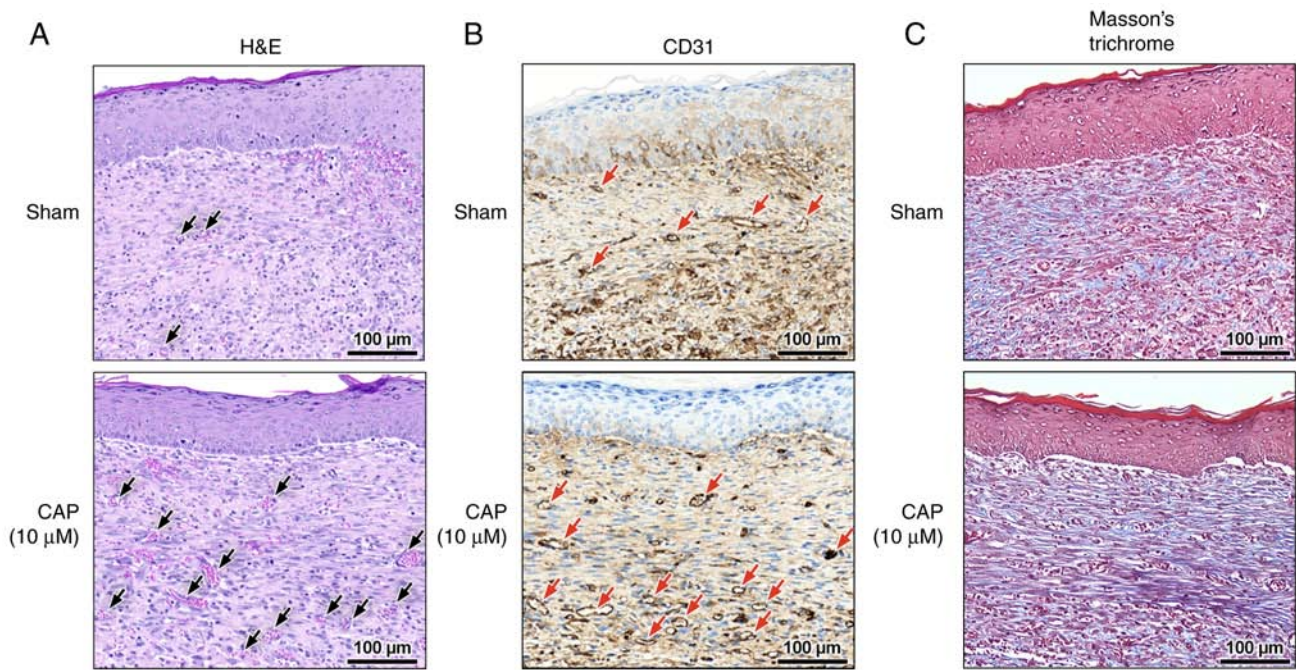 A
H&E
B
CD31
C
Masson's
trichrome
Sham
100 µm
Sham
100 µm
Sham
100 µm
CAP
(10 µM)
100 µm
CAP
(10 µM)
100 µm
CAP
(10 µM)
100 µm